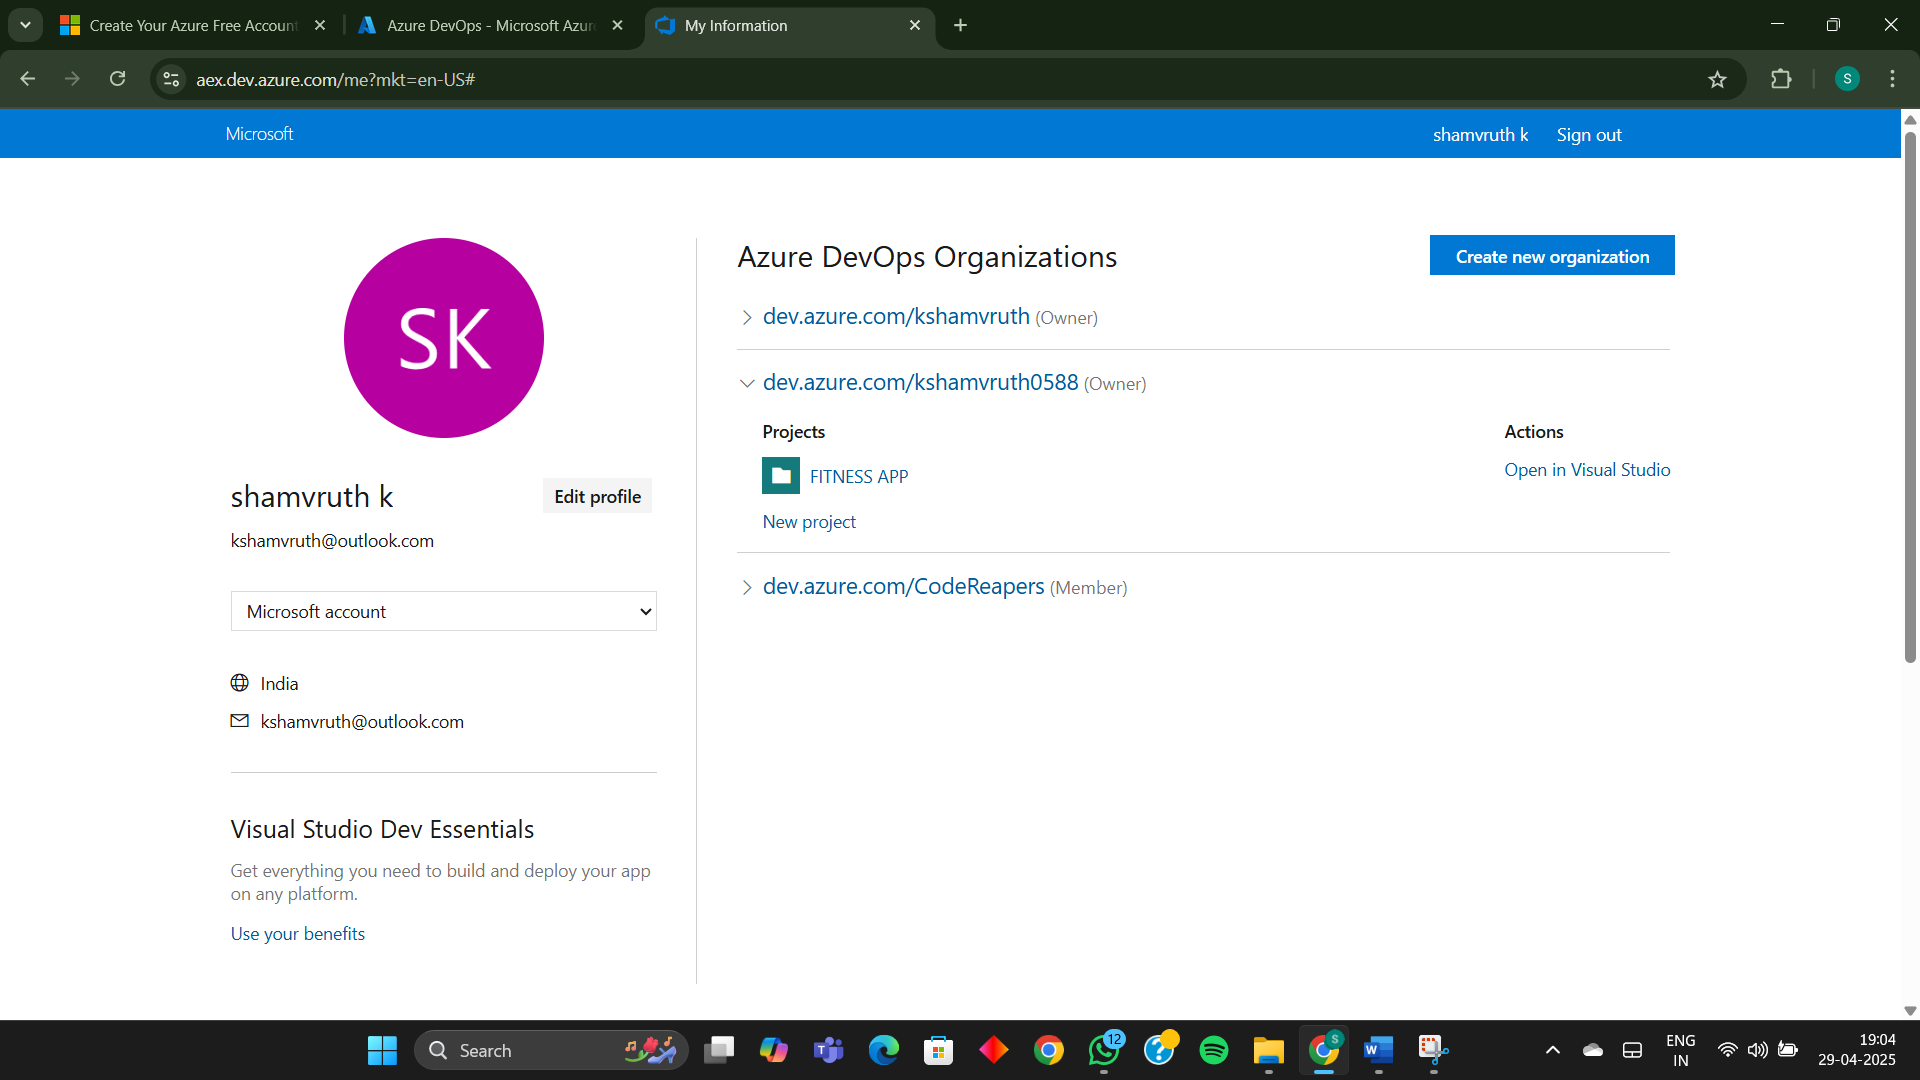 Create Your Azure Free Account
Azure DevOps - Microsoft Azur
My Information
aex.dev.azure.com/me?mkt=en-US#
S
Microsoft
shamvruth k
Sign out
SK
shamvruth k
Edit profile
kshamvruth@outlook.com
Microsoft account
India
kshamvruth@outlook.com
Visual Studio Dev Essentials
Get everything you need to build and deploy your app
on any platform.
Use your benefits
Azure DevOps Organizations
Create new organization
dev.azure.com/kshamvruth (Owner)
dev.azure.com/kshamvruth0588 (Owner)
Projects
Actions
FITNESS APP
Open in Visual Studio
New project
dev.azure.com/CodeReapers (Member)
Search
12
S
ENG
IN
19:04
29-04-2025